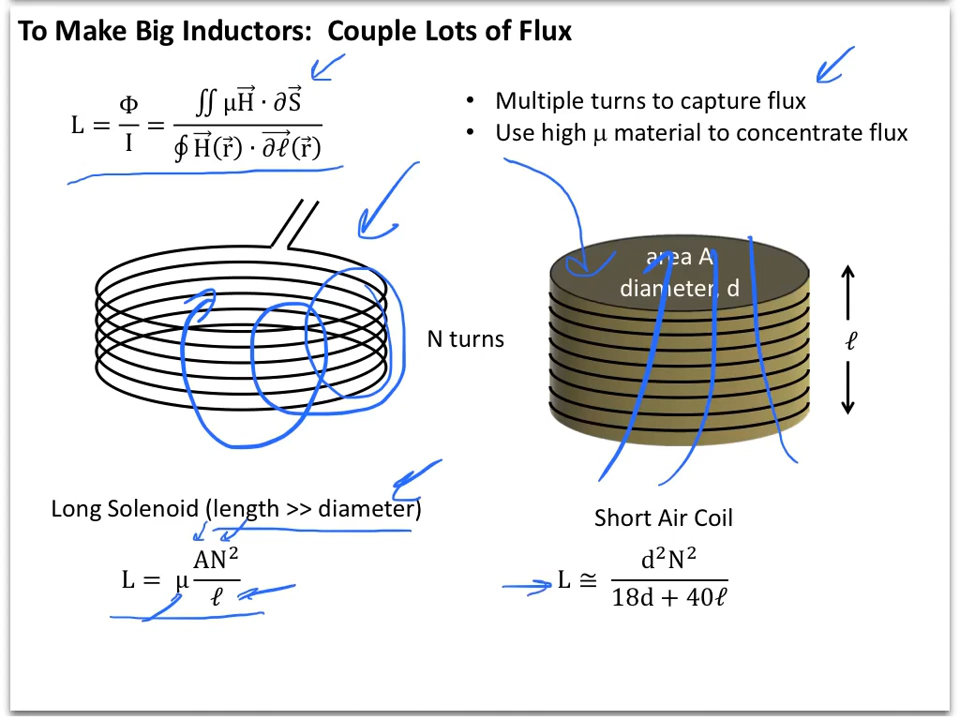 To Make Big Inductors: Couple Lots of Flux
L = Φ/I = ∬ μH⃗ · ∂S⃗ / ∮ H⃗(r⃗) · ∂ℓ⃗(r⃗)
• Multiple turns to capture flux
• Use high μ material to concentrate flux
area A
diameter, d
N turns
ℓ
Long Solenoid (length >> diameter)
L = μ AN²/ℓ
Short Air Coil
L ≅ d²N²/(18d + 40ℓ)